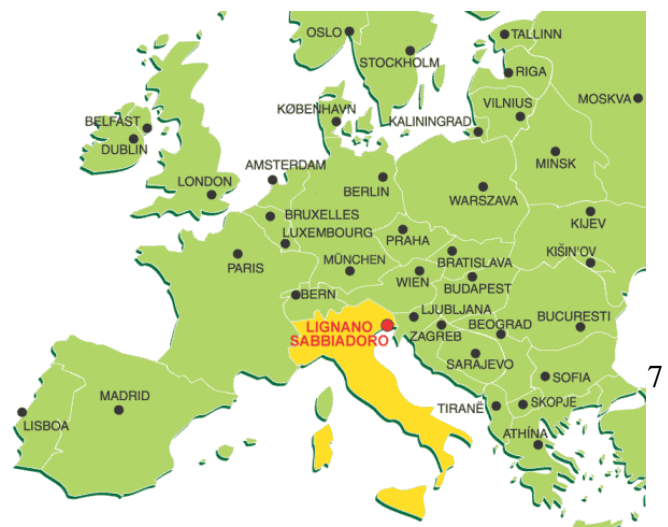 OSLO
TALLINN
STOCKHOLM
RIGA
MOSKVA
VILNIUS
KØBENHAVN
KALININGRAD
BELFAST
DUBLIN
MINSK
AMSTERDAM
LONDON
BERLIN
WARSZAVA
BRUXELLES
KIJEV
LUXEMBOURG
PRAHA
KIŠIN'OV
PARIS
MÜNCHEN
BRATISLAVA
WIEN
BUDAPEST
BERN
LJUBLJANA
BUCURESTI
LIGNANO
SABBIADORO
ZAGREB
BEOGRAD
SARAJEVO
7
SOFIA
MADRID
LISBOA
TIRANË
SKOPJE
ATHÍNA